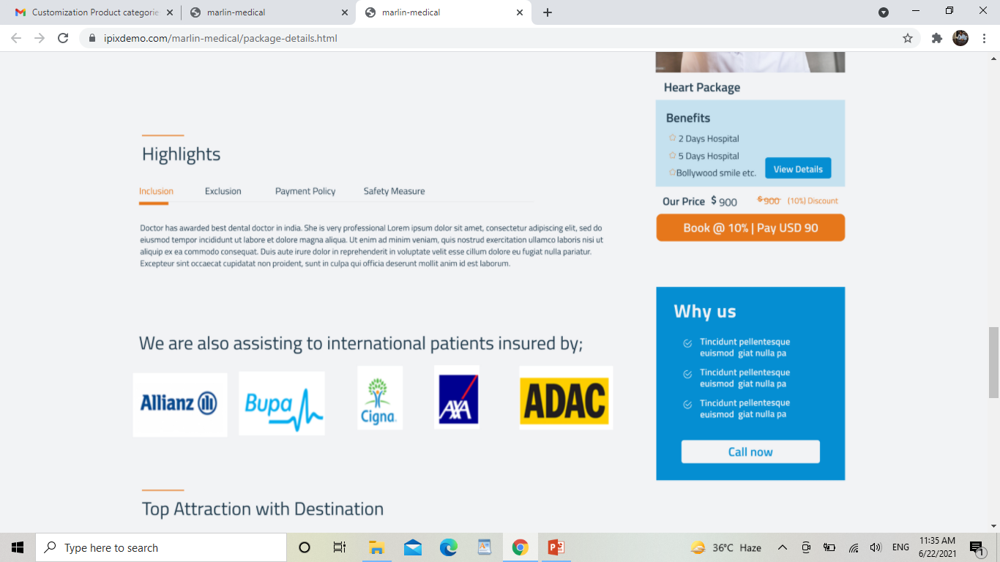 Customization Product categorie
marlin-medical
marlin-medical
ipixdemo.com/marlin-medical/package-details.html
Heart Package
Benefits
2 Days Hospital
5 Days Hospital
Bollywood smile etc.
View Details
Our Price $ 900
$ 900 (10%) Discount
Book @ 10% | Pay USD 90
Highlights
Inclusion Exclusion Payment Policy Safety Measure
Doctor has awarded best dental doctor in india. She is very professional Lorem ipsum dolor sit amet, consectetur adipiscing elit, sed do
eiusmod tempor incididunt ut labore et dolore magna aliqua. Ut enim ad minim veniam, quis nostrud exercitation ullamco laboris nisi ut
aliquip ex ea commodo consequat. Duis aute irure dolor in reprehenderit in voluptate velit esse cillum dolore eu fugiat nulla pariatur.
Excepteur sint occaecat cupidatat non proident, sunt in culpa qui officia deserunt mollit anim id est laborum.
We are also assisting to international patients insured by;
Allianz
Bupa
Cigna.
AXA
ADAC
Why us
Tincidunt pellentesque
euismod giat nulla pa
Tincidunt pellentesque
euismod giat nulla pa
Tincidunt pellentesque
euismod giat nulla pa
Call now
Top Attraction with Destination
Type here to search
36°C Haze
ENG
11:35 AM
6/22/2021
1